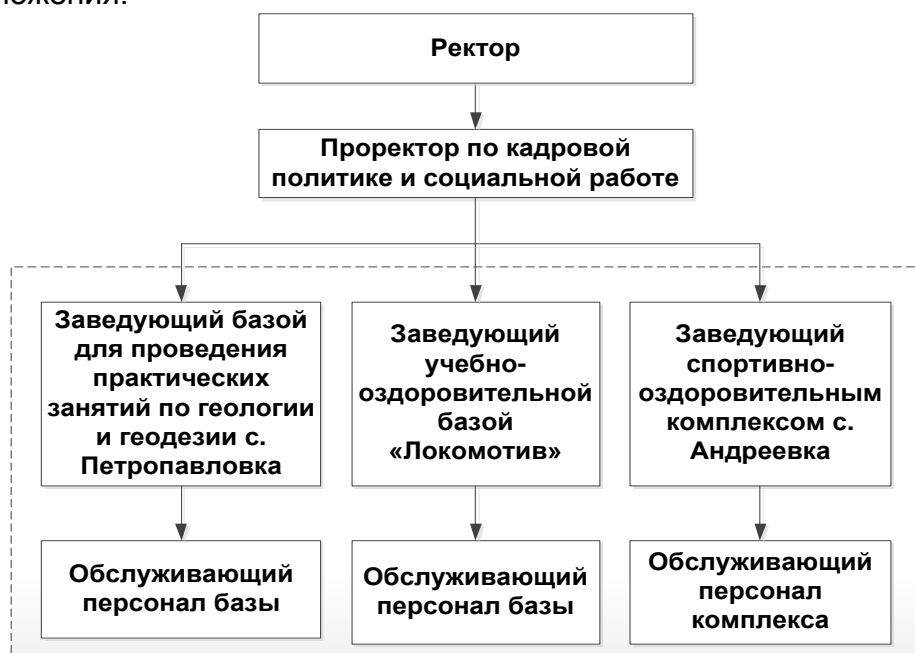 Ректор
Проректор по кадровой
политике и социальной работе
Заведующий базой
для проведения
практических
занятий по геологии
и геодезии с.
Петропавловка
Заведующий
учебно-
оздоровительной
базой
«Локомотив»
Заведующий
спортивно-
оздоровительным
комплексом с.
Андреевка
Обслуживающий
персонал базы
Обслуживающий
персонал базы
Обслуживающий
персонал
комплекса